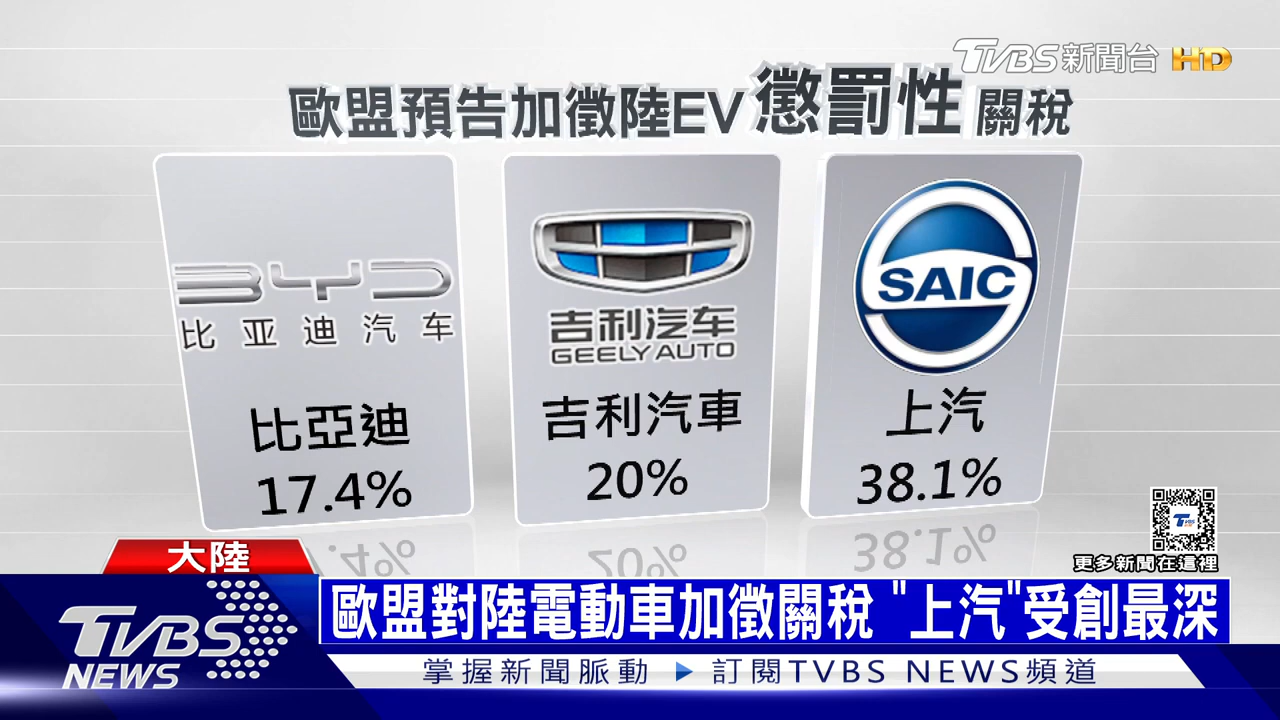 TVBS新聞台 HD
歐盟預告加徵陸EV懲罰性關稅
BYD
比亚迪汽车
比亞迪
17.4%
吉利汽车
GEELY AUTO
吉利汽車
20%
SAIC
上汽
38.1%
TVBS
更多新聞在這裡
大陸
歐盟對陸電動車加徵關稅 "上汽"受創最深
TVBS
NEWS
掌握新聞脈動 ▶ 訂閱TVBS NEWS頻道